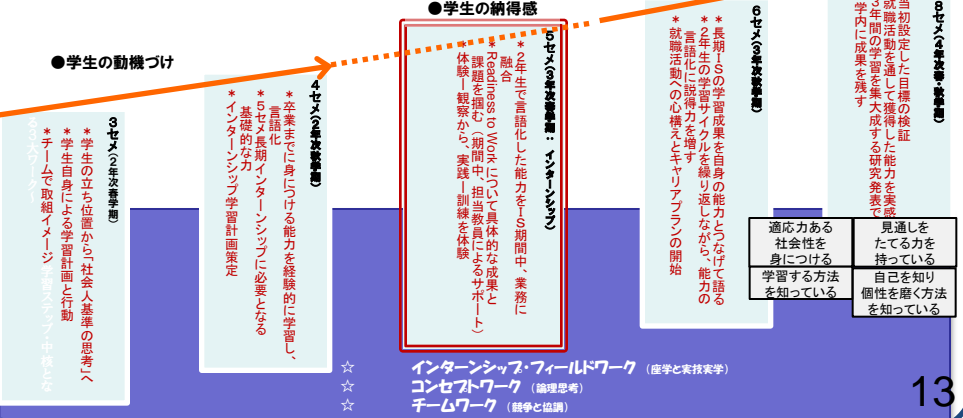 ●学生の納得感
●学生の動機づけ
3セメ(2年次春学期)
＊学生の立ち位置から「社会人基準の思考」へ
＊学生自身による学習計画と行動
＊チームで取組イメージ
4セメ(2年次秋学期)
＊卒業までに身につける能力を経験的に学習し、
言語化
＊5セメ長期インターンシップに必要となる
基礎的な力
＊インターンシップ学習計画策定
5セメ(3年次春学期:インターンシップ)
＊2年生で言語化した能力をIS期間中、業務に
融合
＊Readiness to Workについて具体的な成果と
課題を掴む(期間中、担当教員によるサポート)
＊体験ー観察から、実践ー訓練を体験
6セメ(3年次秋学期)
＊長期ISの学習成果を自身の能力とつなげて語る
＊2年生の学習サイクルを繰り返しながら、能力の
言語化に説得力を増す
＊就職活動への心構えとキャリアプランの開始
8セメ(4年次春・秋学期)
当初設定した目標の検証
就職活動を通して獲得した能力を実感
3年間の学習を集大成する研究発表で
学内に成果を残す
適応力ある
社会性を
身につける
見通しを
たてる力を
持っている
学習する方法
を知っている
自己を知り
個性を磨く方法
を知っている
☆ インターンシップ・フィールドワーク (座学と実技実学)
☆ コンセプトワーク (論理思考)
☆ チームワーク (競争と協調)
13